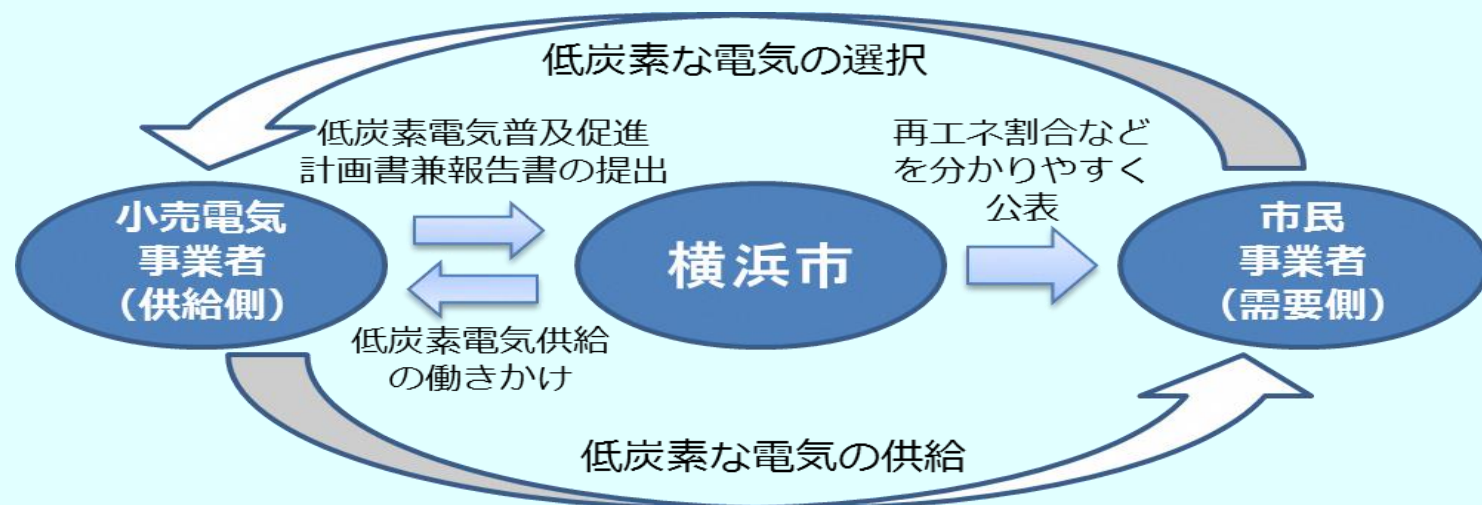 低炭素な電気の選択
低炭素電気普及促進
計画書兼報告書の提出
再エネ割合など
を分かりやすく
公表
小売電気
事業者
（供給側）
横浜市
市民
事業者
（需要側）
低炭素電気供給
の働きかけ
低炭素な電気の供給